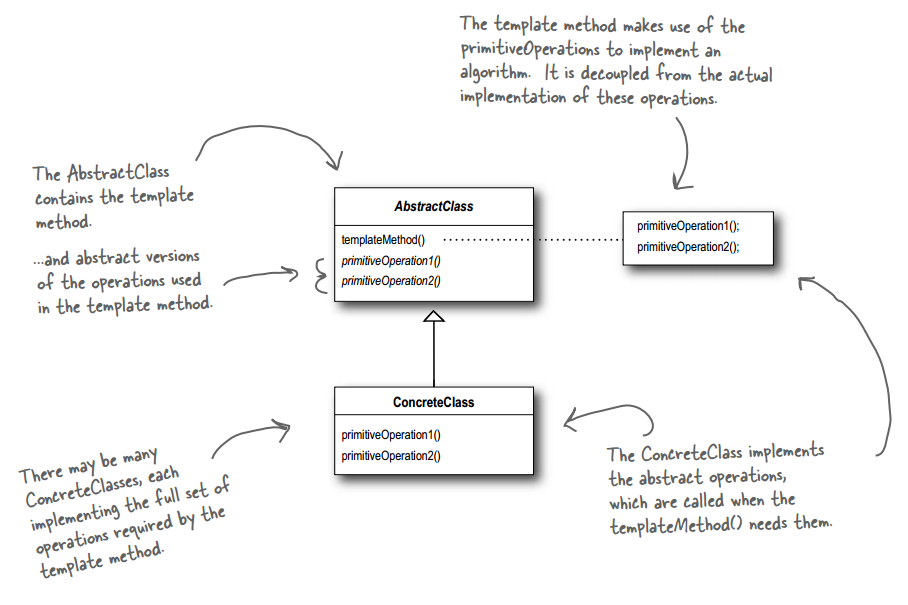 The template method makes use of the
primitiveOperations to implement an
algorithm. It is decoupled from the actual
implementation of these operations.
The AbstractClass
contains the template
method.
...and abstract versions
of the operations used
in the template method.
AbstractClass
templateMethod()
primitiveOperation1()
primitiveOperation2()
primitiveOperation1();
primitiveOperation2();
ConcreteClass
primitiveOperation1()
primitiveOperation2()
There may be many
ConcreteClasses, each
implementing the full set of
operations required by the
template method.
The ConcreteClass implements
the abstract operations,
which are called when the
templateMethod() needs them.